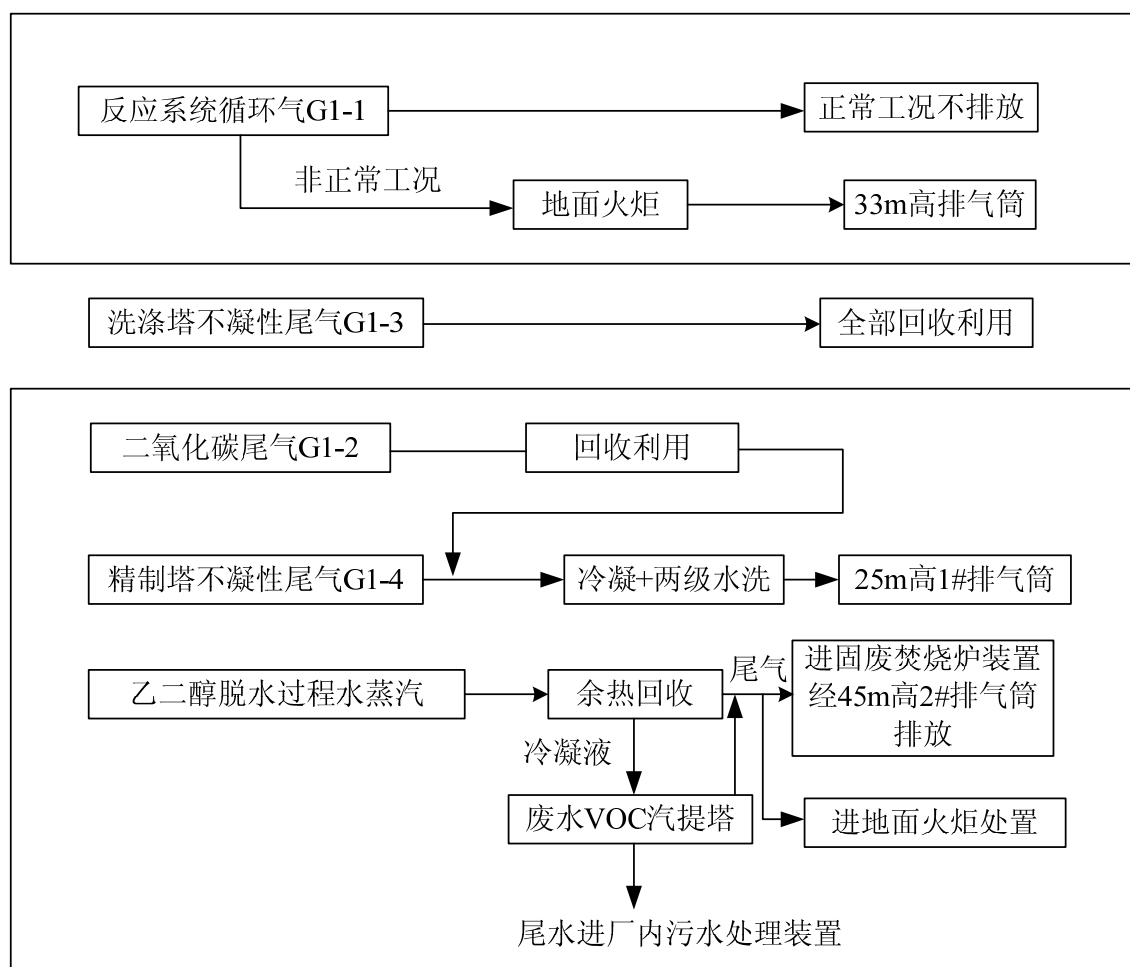 反应系统循环气G1-1
正常工况不排放
非正常工况
地面火炬
33m高排气筒
洗涤塔不凝性尾气G1-3
全部回收利用
二氧化碳尾气G1-2
回收利用
精制塔不凝性尾气G1-4
冷凝+两级水洗
25m高1#排气筒
乙二醇脱水过程水蒸汽
余热回收
尾气
进固废焚烧炉装置
经45m高2#排气筒
排放
冷凝液
废水VOC汽提塔
进地面火炬处置
尾水进厂内污水处理装置